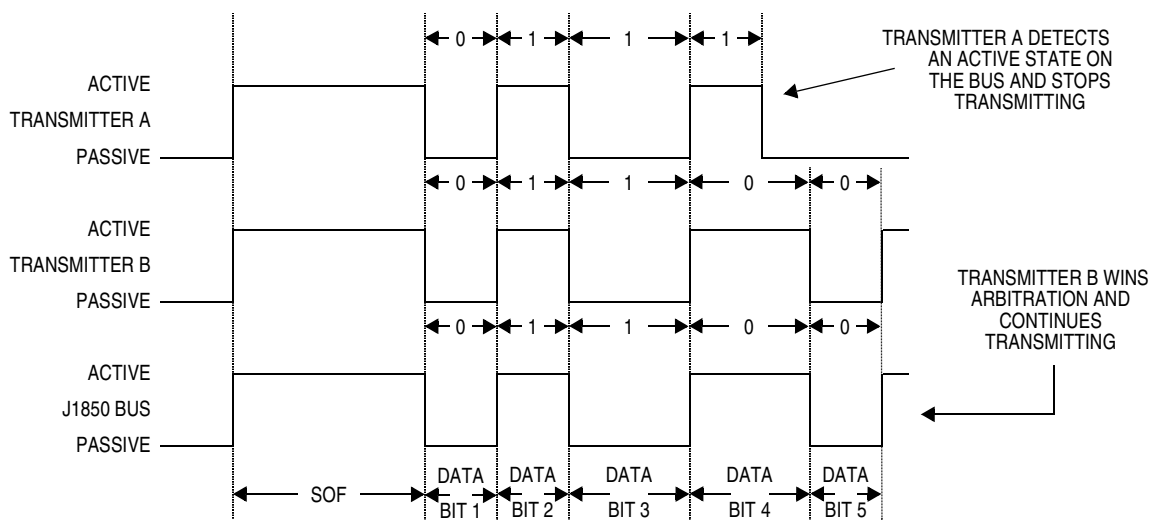 0 1 1 1
TRANSMITTER A DETECTS
AN ACTIVE STATE ON
THE BUS AND STOPS
TRANSMITTING
ACTIVE
TRANSMITTER A
PASSIVE
0 1 1 0 0
ACTIVE
TRANSMITTER B
PASSIVE
TRANSMITTER B WINS
ARBITRATION AND
CONTINUES
TRANSMITTING
0 1 1 0 0
ACTIVE
J1850 BUS
PASSIVE
SOF
DATA
BIT 1
DATA
BIT 2
DATA
BIT 3
DATA
BIT 4
DATA
BIT 5